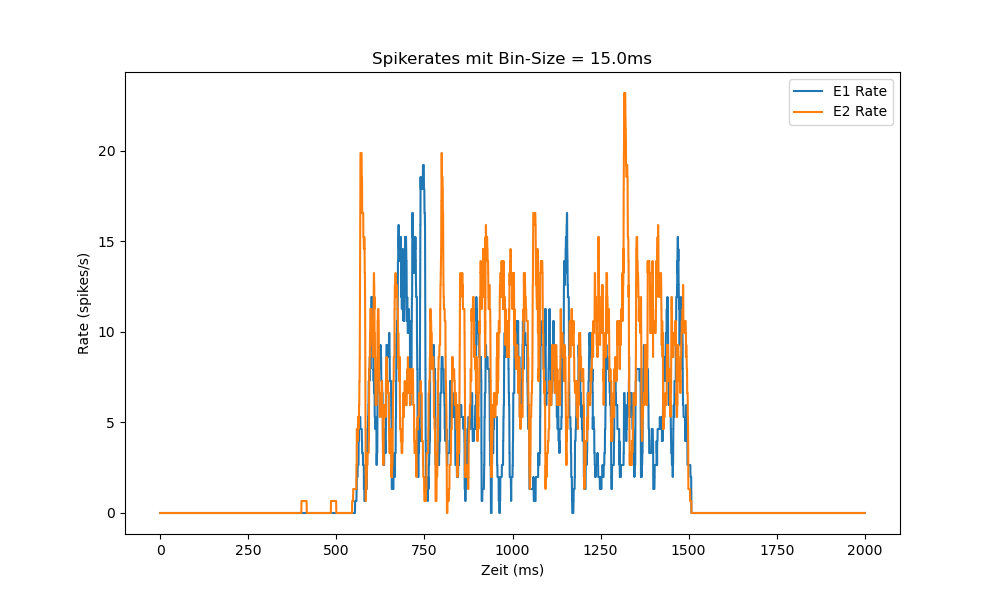 Spikerates mit Bin-Size = 15.0ms
E1 Rate
E2 Rate
Rate (spikes/s)
20
15
10
5
0
0 250 500 750 1000 1250 1500 1750 2000
Zeit (ms)